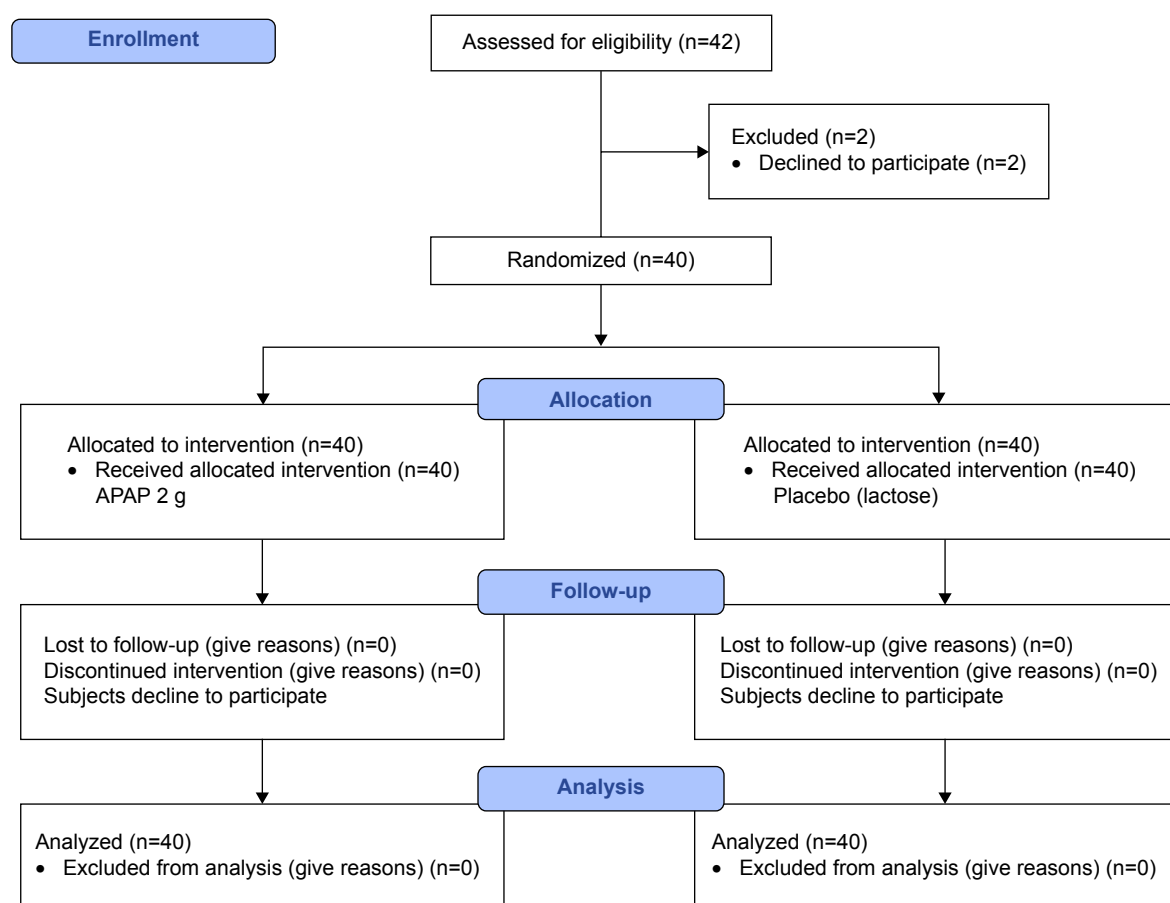 Enrollment
Assessed for eligibility (n=42)
Excluded (n=2)
• Declined to participate (n=2)
Randomized (n=40)
Allocation
Allocated to intervention (n=40)
• Received allocated intervention (n=40)
APAP 2 g
Allocated to intervention (n=40)
• Received allocated intervention (n=40)
Placebo (lactose)
Follow-up
Lost to follow-up (give reasons) (n=0)
Discontinued intervention (give reasons) (n=0)
Subjects decline to participate
Lost to follow-up (give reasons) (n=0)
Discontinued intervention (give reasons) (n=0)
Subjects decline to participate
Analysis
Analyzed (n=40)
• Excluded from analysis (give reasons) (n=0)
Analyzed (n=40)
• Excluded from analysis (give reasons) (n=0)